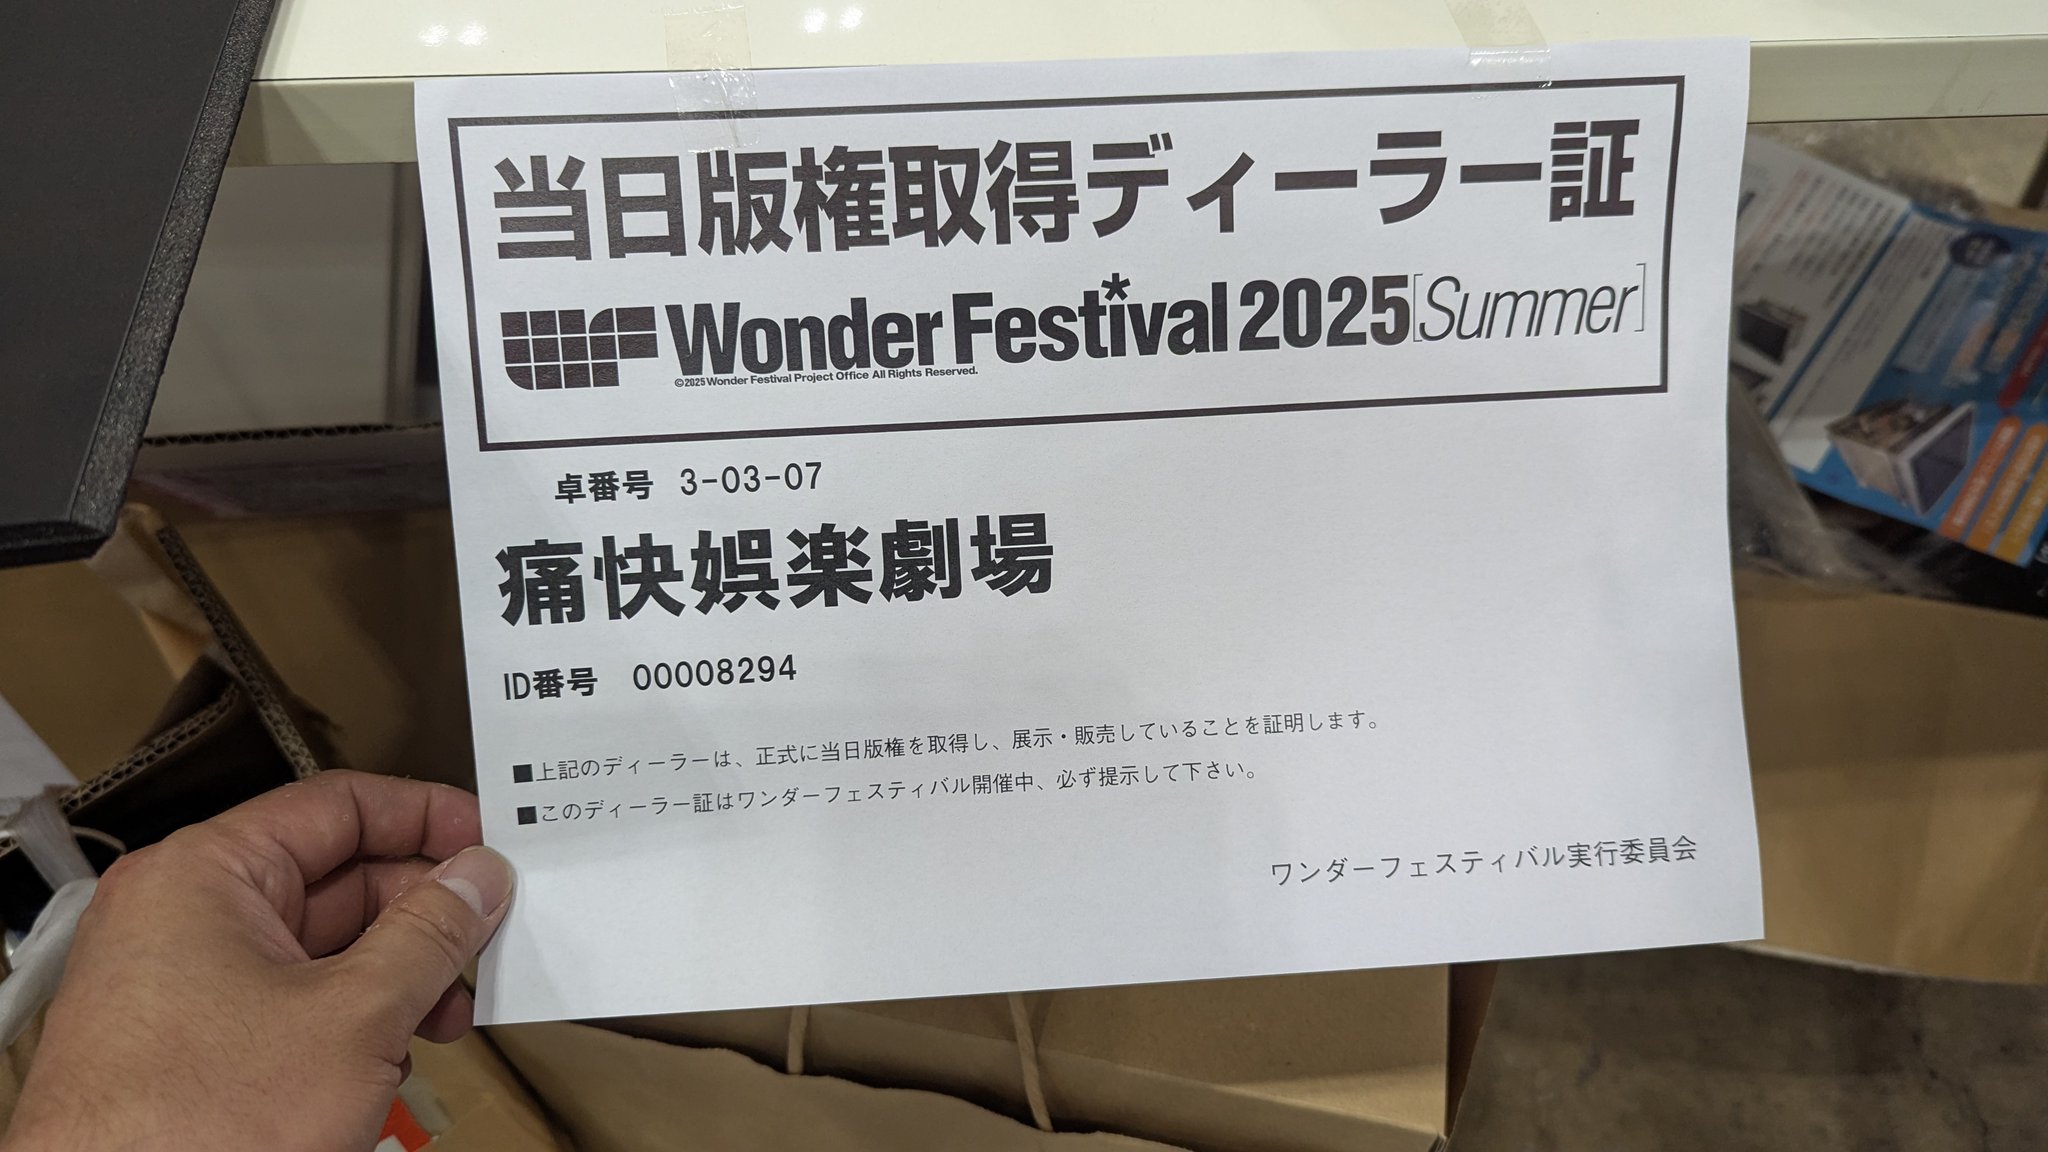 当日版権取得ディーラー証
WF Wonder Festival 2025[Summer]
©2025 Wonder Festival Project Office All Rights Reserved.
卓番号 3-03-07
痛快娯楽劇場
ID番号 00008294
■上記のディーラーは、正式に当日版権を取得し、展示・販売していることを証明します。
■このディーラー証はワンダーフェスティバル開催中、必ず提示して下さい。
ワンダーフェスティバル実行委員会